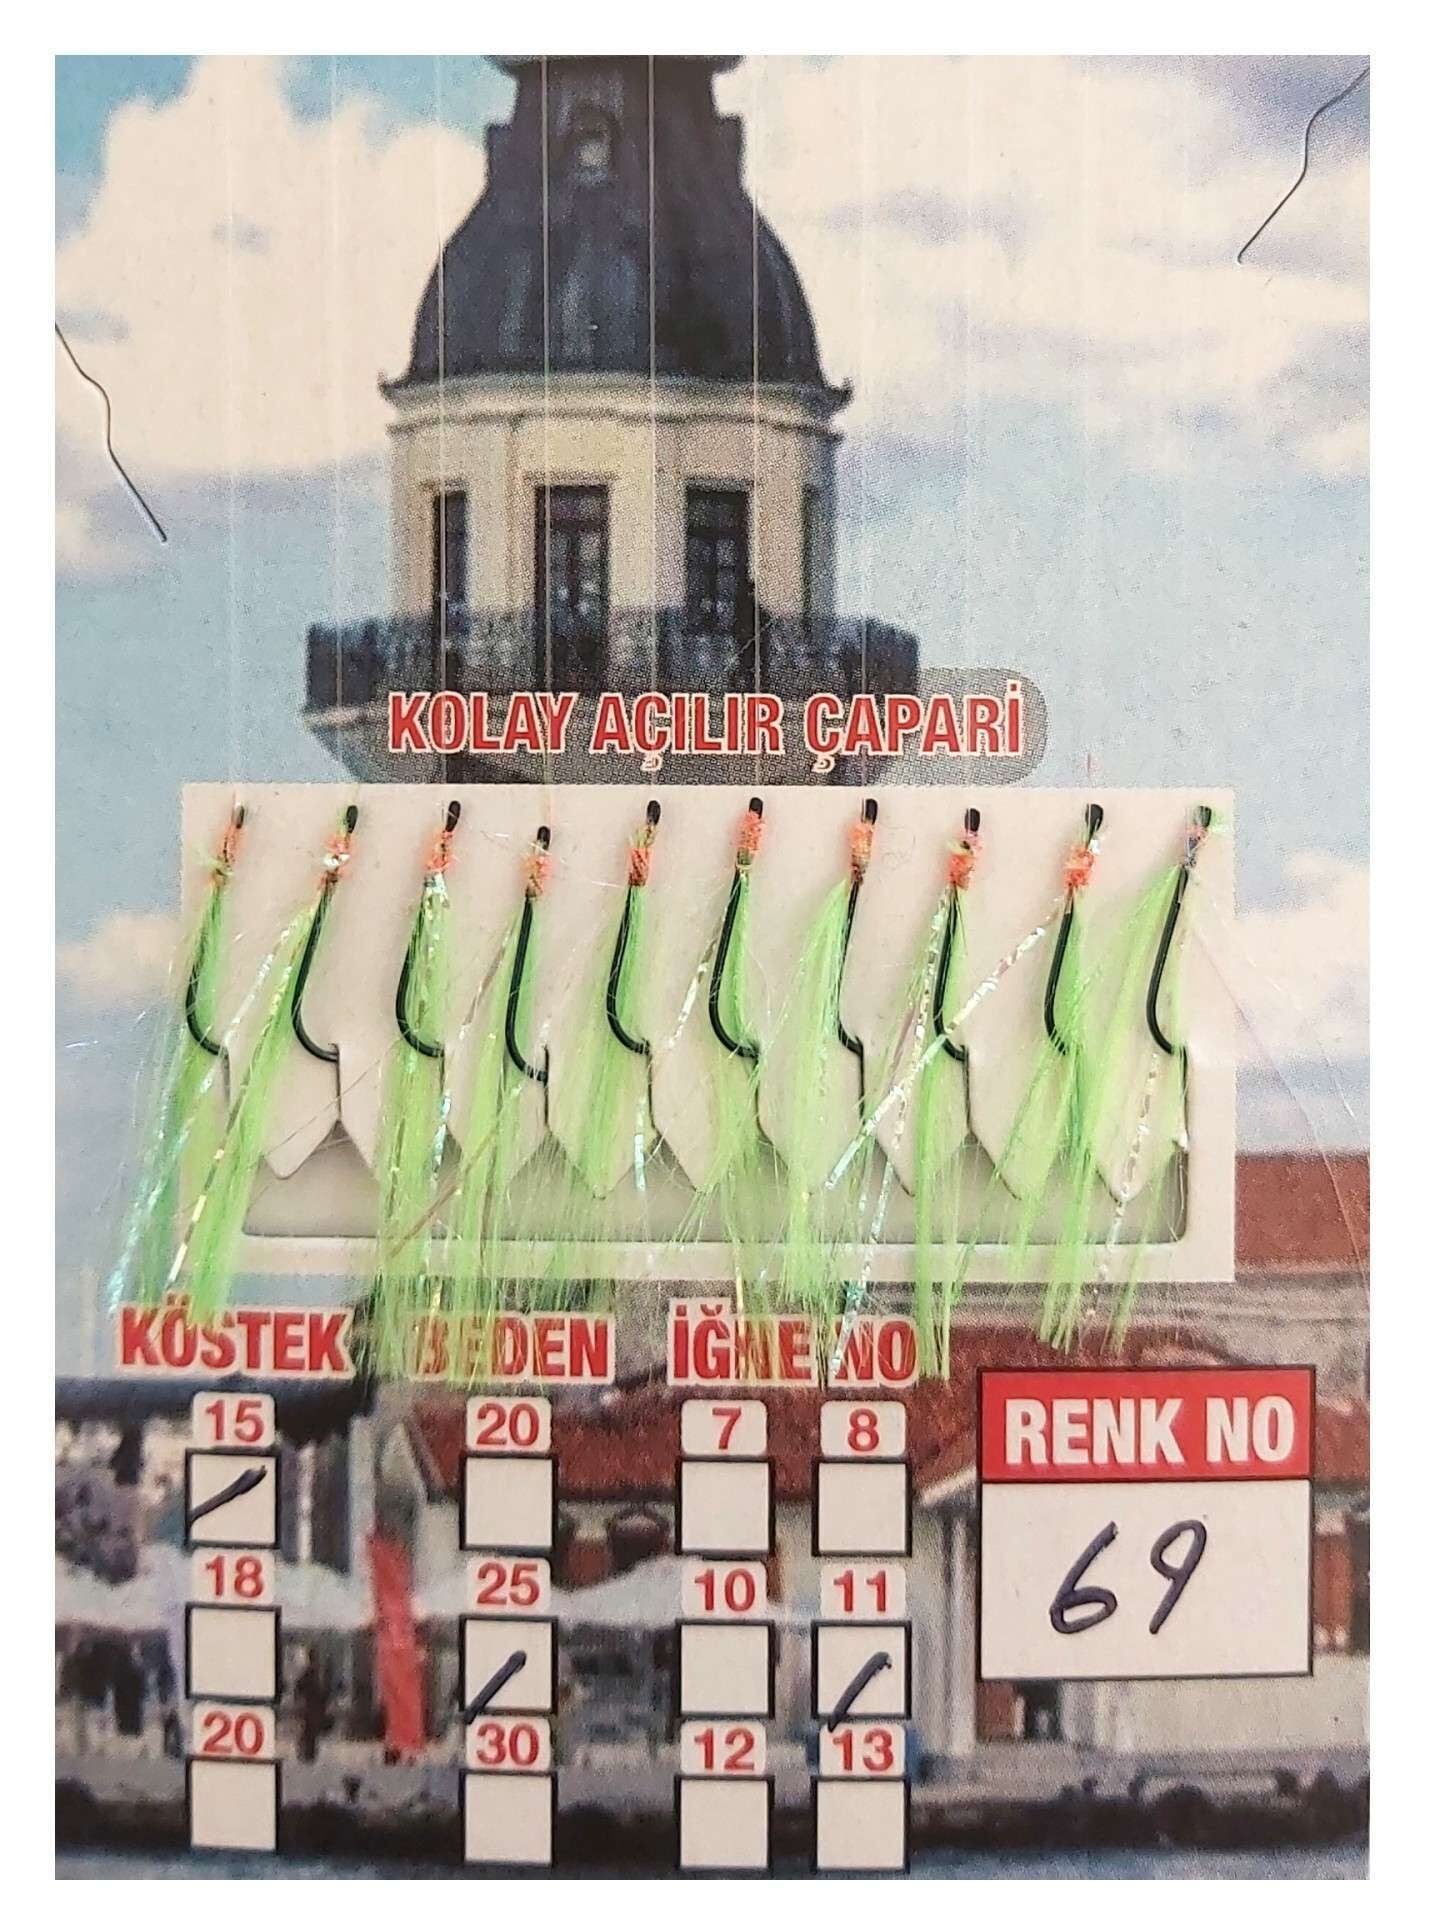 KOLAY AÇILIR ÇAPARİ
KÖSTEK BEDEN İĞNE NO
15 20 7 8
RENK NO
69
18 25 10 11
20 30 12 13